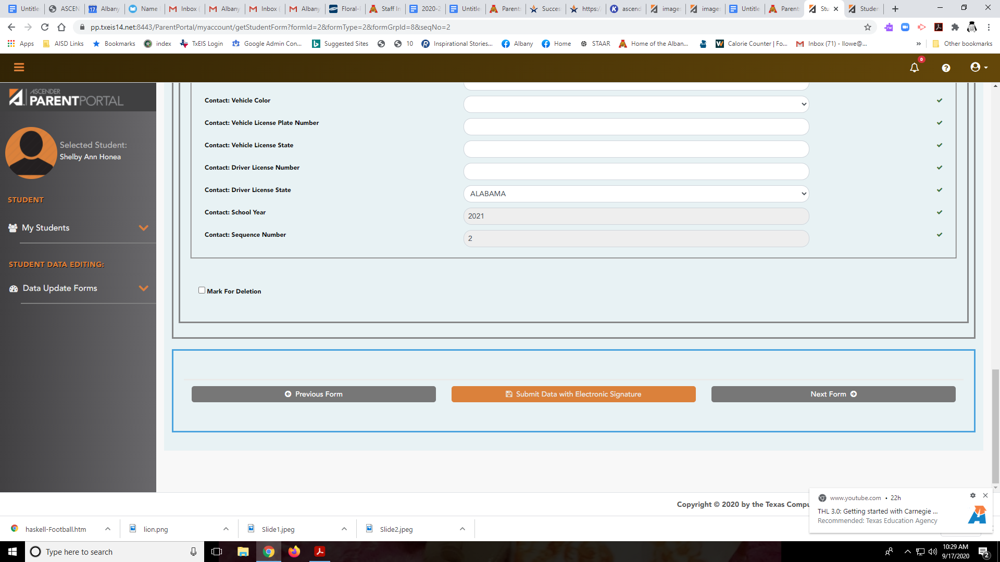 Untitle
ASCEN
17 Albany
Name
Inbox (
Albany
Inbox (
Albany
Floral-
Staff In
2020-2
Untitle
Parent
Succes
https:/
ascend
image
image
Untitle
Parent
Stu
Studen
pp.txeis14.net:8443/ParentPortal/myaccount/getStudentForm?formId=2&formType=2&formGrpId=8&seqNo=2
Apps
AISD Links
Bookmarks
index
TxEIS Login
Google Admin Con...
Suggested Sites
10
Inspirational Stories...
Albany
Home
STAAR
Home of the Alban...
Calorie Counter | Fo...
Inbox (71) - llowe@...
»
Other bookmarks
0
ASCENDER
PARENTPORTAL
Selected Student:
Shelby Ann Honea
STUDENT
My Students
STUDENT DATA EDITING:
Data Update Forms
Contact: Vehicle Color
Contact: Vehicle License Plate Number
Contact: Vehicle License State
Contact: Driver License Number
Contact: Driver License State
ALABAMA
Contact: School Year
2021
Contact: Sequence Number
2
Mark For Deletion
Previous Form
Submit Data with Electronic Signature
Next Form
Copyright © 2020 by the Texas Compu
www.youtube.com • 22h
THL 3.0: Getting started with Carnegie ...
Recommended: Texas Education Agency
haskell-Football.htm
lion.png
Slide1.jpeg
Slide2.jpeg
Type here to search
10:29 AM
9/17/2020
2